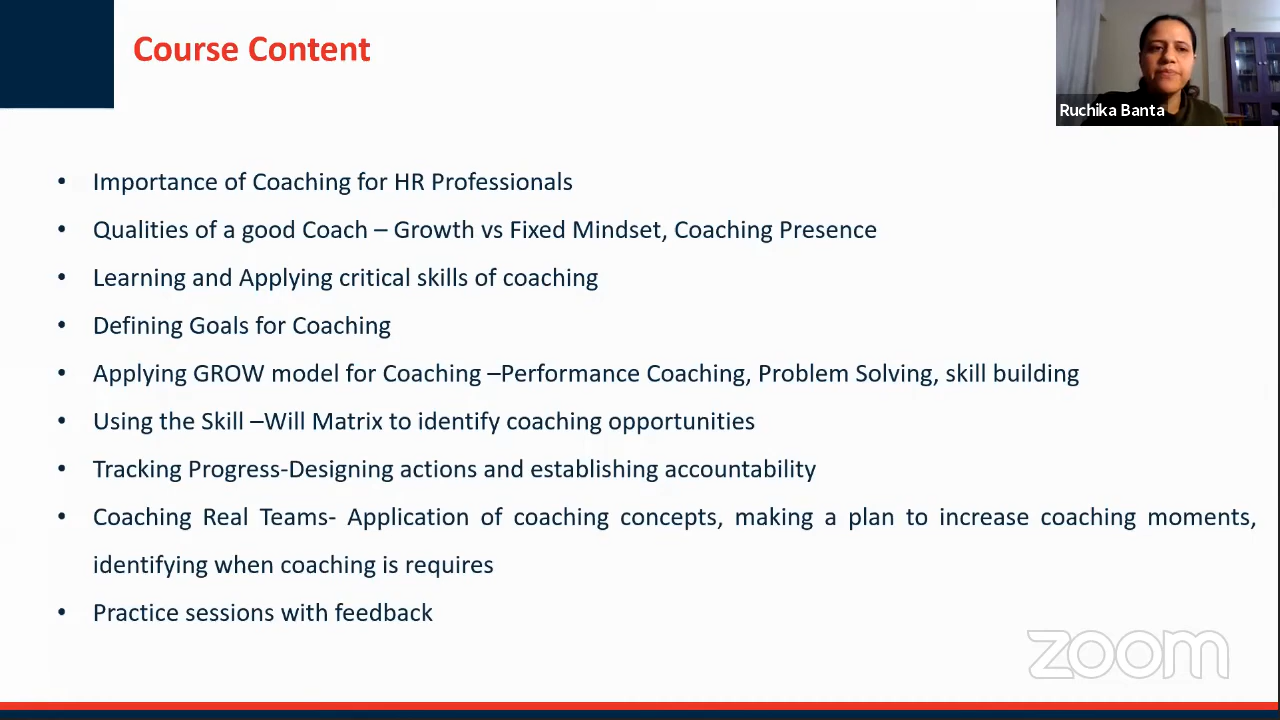 Course Content
Ruchika Banta
• Importance of Coaching for HR Professionals
• Qualities of a good Coach – Growth vs Fixed Mindset, Coaching Presence
• Learning and Applying critical skills of coaching
• Defining Goals for Coaching
• Applying GROW model for Coaching –Performance Coaching, Problem Solving, skill building
• Using the Skill –Will Matrix to identify coaching opportunities
• Tracking Progress-Designing actions and establishing accountability
• Coaching Real Teams- Application of coaching concepts, making a plan to increase coaching moments,
identifying when coaching is requires
• Practice sessions with feedback
zoom